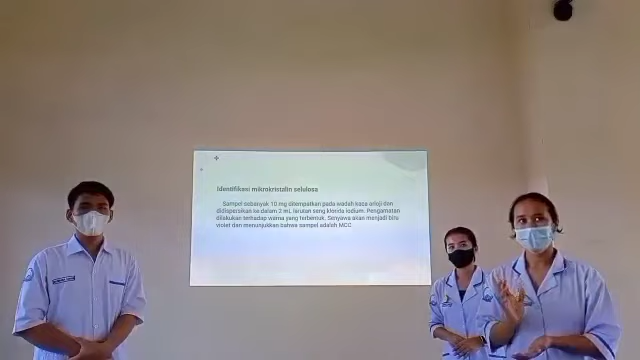 Identifikasi mikrokristalin selulosa
Sampel sebanyak 10 mg ditempatkan pada wadah kaca arloji dan
didispersikan ke dalam 2 mL larutan seng klorida iodium. Pengamatan
dilakukan terhadap warna yang terbentuk. Senyawa akan menjadi biru
violet dan menunjukkan bahwa sampel adalah MCC